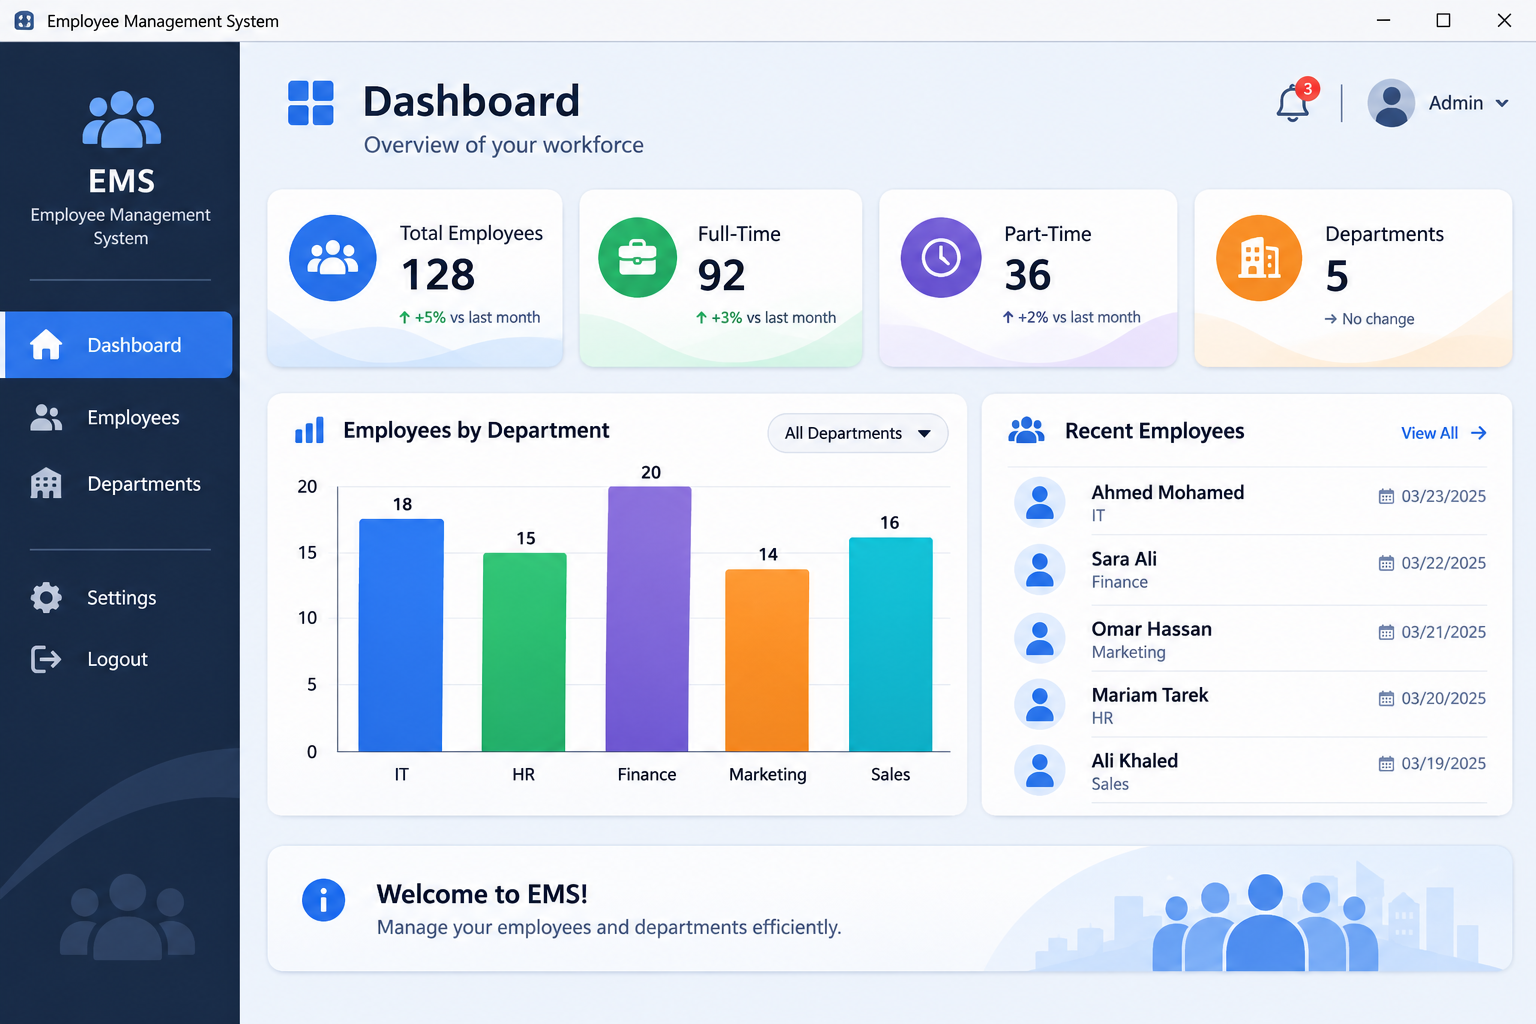 Employee Management System
EMS
Employee Management
System
Dashboard
Employees
Departments
Settings
Logout
Dashboard
Overview of your workforce
3
Admin
Total Employees
128
↑ +5% vs last month
Full-Time
92
↑ +3% vs last month
Part-Time
36
↑ +2% vs last month
Departments
5
→ No change
Employees by Department
All Departments
20
15
10
5
0
18
15
20
14
16
IT
HR
Finance
Marketing
Sales
Recent Employees
View All →
Ahmed Mohamed
IT
03/23/2025
Sara Ali
Finance
03/22/2025
Omar Hassan
Marketing
03/21/2025
Mariam Tarek
HR
03/20/2025
Ali Khaled
Sales
03/19/2025
Welcome to EMS!
Manage your employees and departments efficiently.